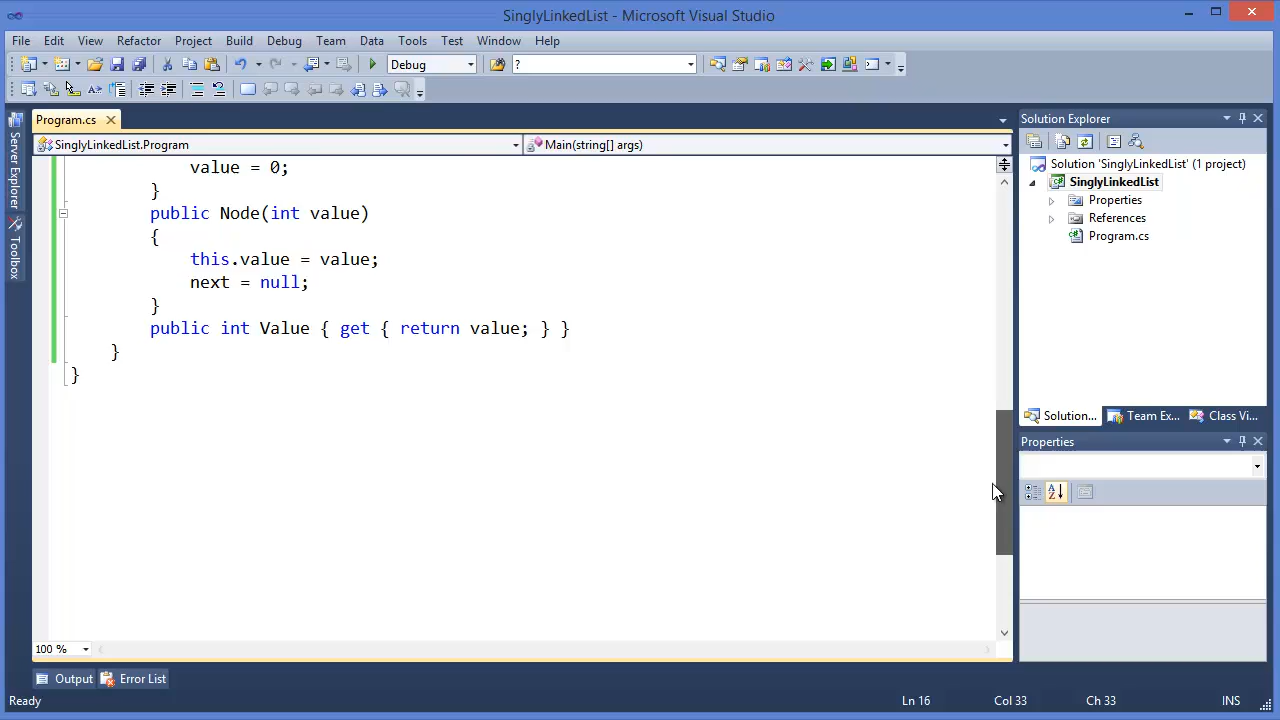 SinglyLinkedList - Microsoft Visual Studio
File Edit View Refactor Project Build Debug Team Data Tools Test Window Help
Debug ?
Program.cs
SinglyLinkedList.Program Main(string[] args)
value = 0;
}
public Node(int value)
{
this.value = value;
next = null;
}
public int Value { get { return value; } }
}
}
100 %
Server Explorer
Toolbox
Solution Explorer
Solution 'SinglyLinkedList' (1 project)
SinglyLinkedList
Properties
References
Program.cs
Solution... Team Ex... Class Vi...
Properties
Output Error List
Ready Ln 16 Col 33 Ch 33 INS